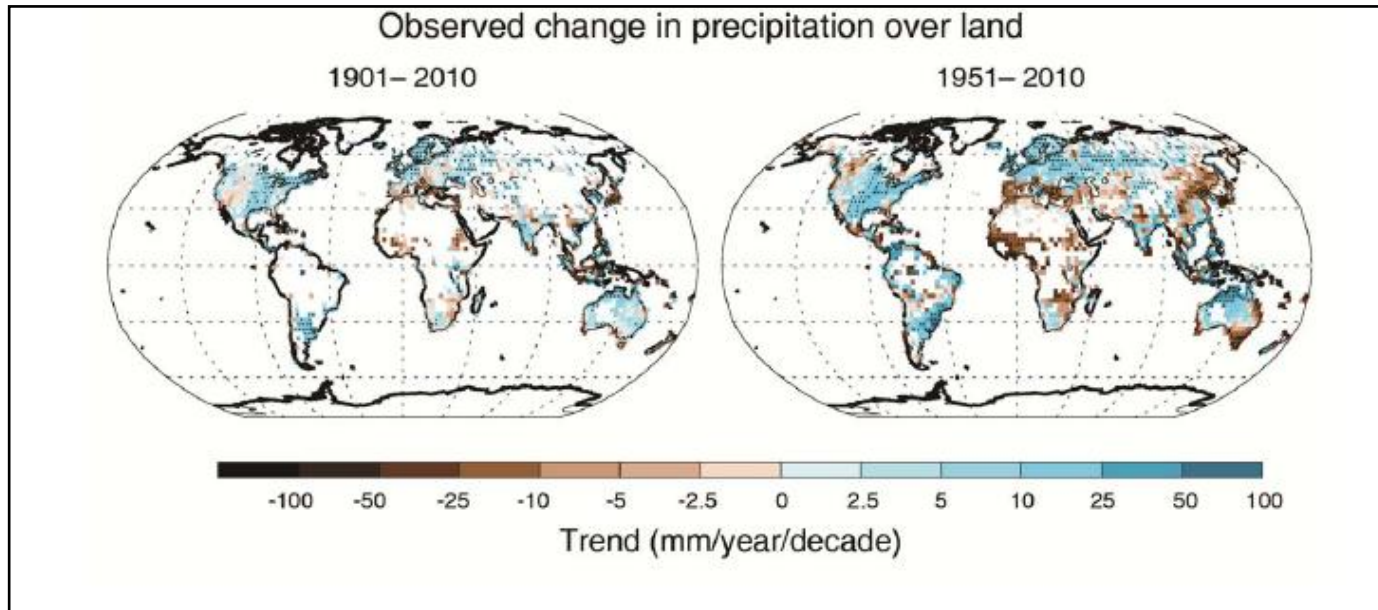 Observed change in precipitation over land
1901– 2010
1951– 2010
-100 -50 -25 -10 -5 -2.5 0 2.5 5 10 25 50 100
Trend (mm/year/decade)